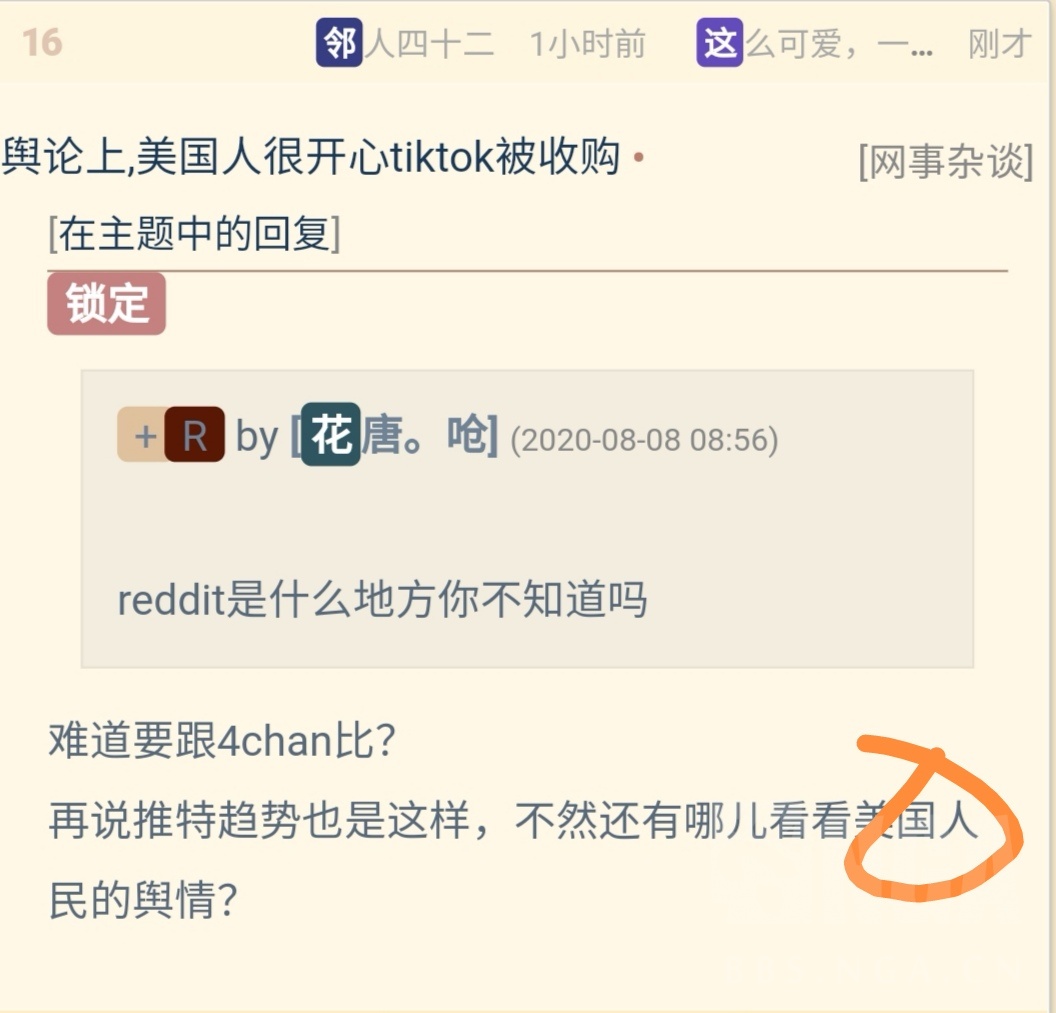 16 邻人四十二 1小时前 这么可爱，一… 刚才
舆论上,美国人很开心tiktok被收购 • [网事杂谈]
[在主题中的回复]
锁定
+ R by [花唐。呛] (2020-08-08 08:56)
reddit是什么地方你不知道吗
难道要跟4chan比？
再说推特趋势也是这样，不然还有哪儿看看美国人
民的舆情？